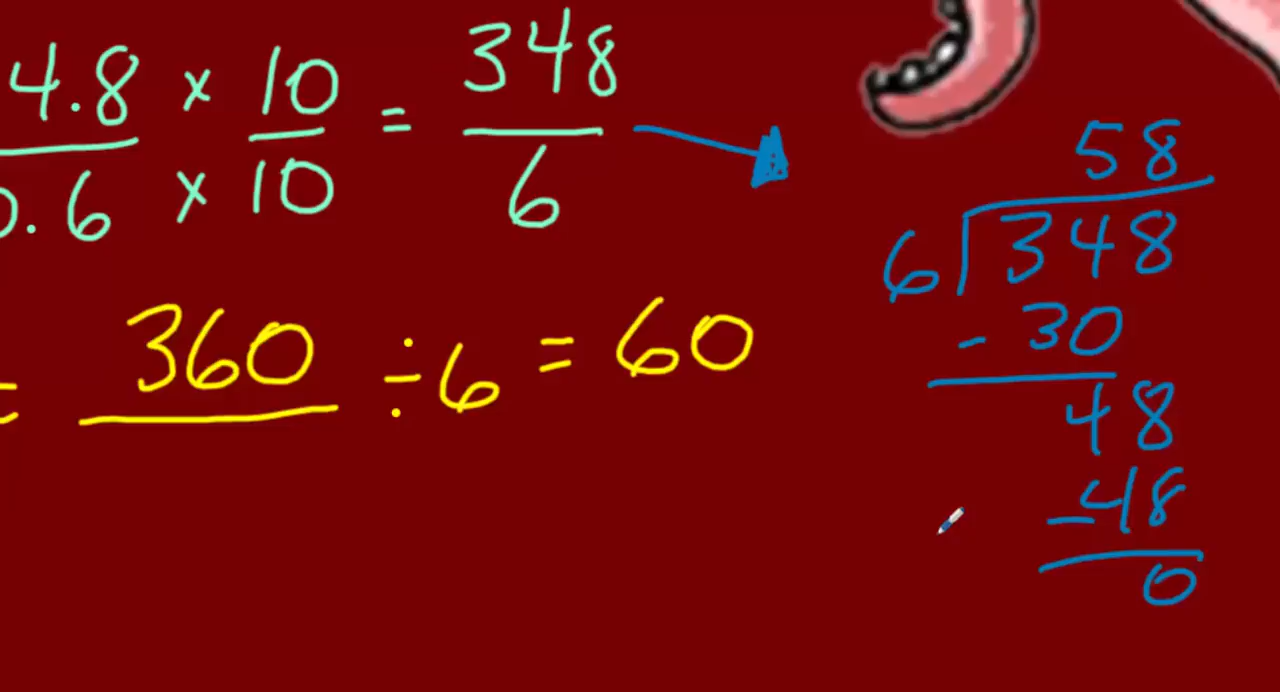 4.8 x 10 = 348
0.6 x 10 6
= 360 ÷ 6 = 60
58
6 348
- 30
48
- 48
0